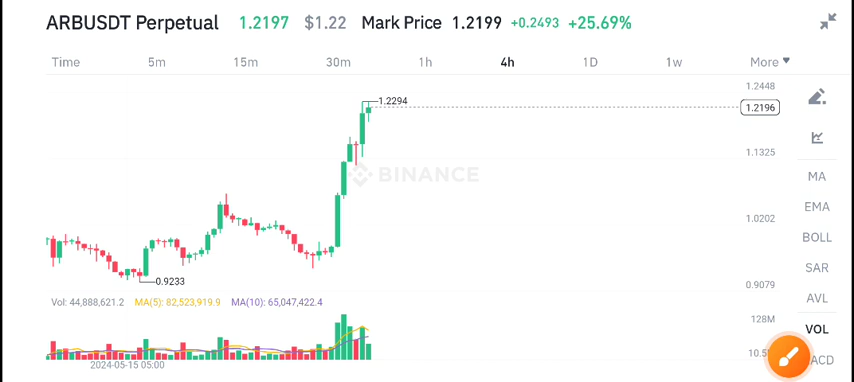 ARBUSDT Perpetual 1.2197 $1.22 Mark Price 1.2199 +0.2493 +25.69%
Time 5m 15m 30m 1h 4h 1D 1w More
1.2448
1.2294
1.2196
1.1325
BINANCE
MA
EMA
1.0202
BOLL
SAR
0.9233
0.9079
AVL
Vol: 44,888,621.2 MA(5): 82,523,919.9 MA(10): 65,047,422.4
128M
VOL
10.5
ACD
2024-05-15 05:00